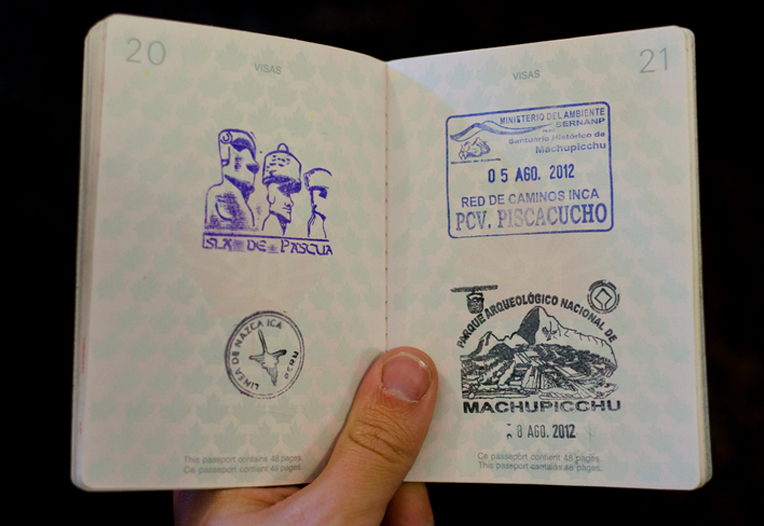 20
VISAS
ISLA DE PASCUA
LINEA DE NAZCA ICA
This passport contains 48 pages.
Ce passeport contient 48 pages.
21
VISAS
MINISTERIO DEL AMBIENTE
SERNANP
Santuario Histórico de
Machupicchu
05 AGO. 2012
RED DE CAMINOS INCA
PCV. PISCACUCHO
PARQUE ARQUEOLÓGICO NACIONAL DE
MACHUPICCHU
8 AGO. 2012
Ce passeport contient 48 pages.
This passport contains 48 pages.